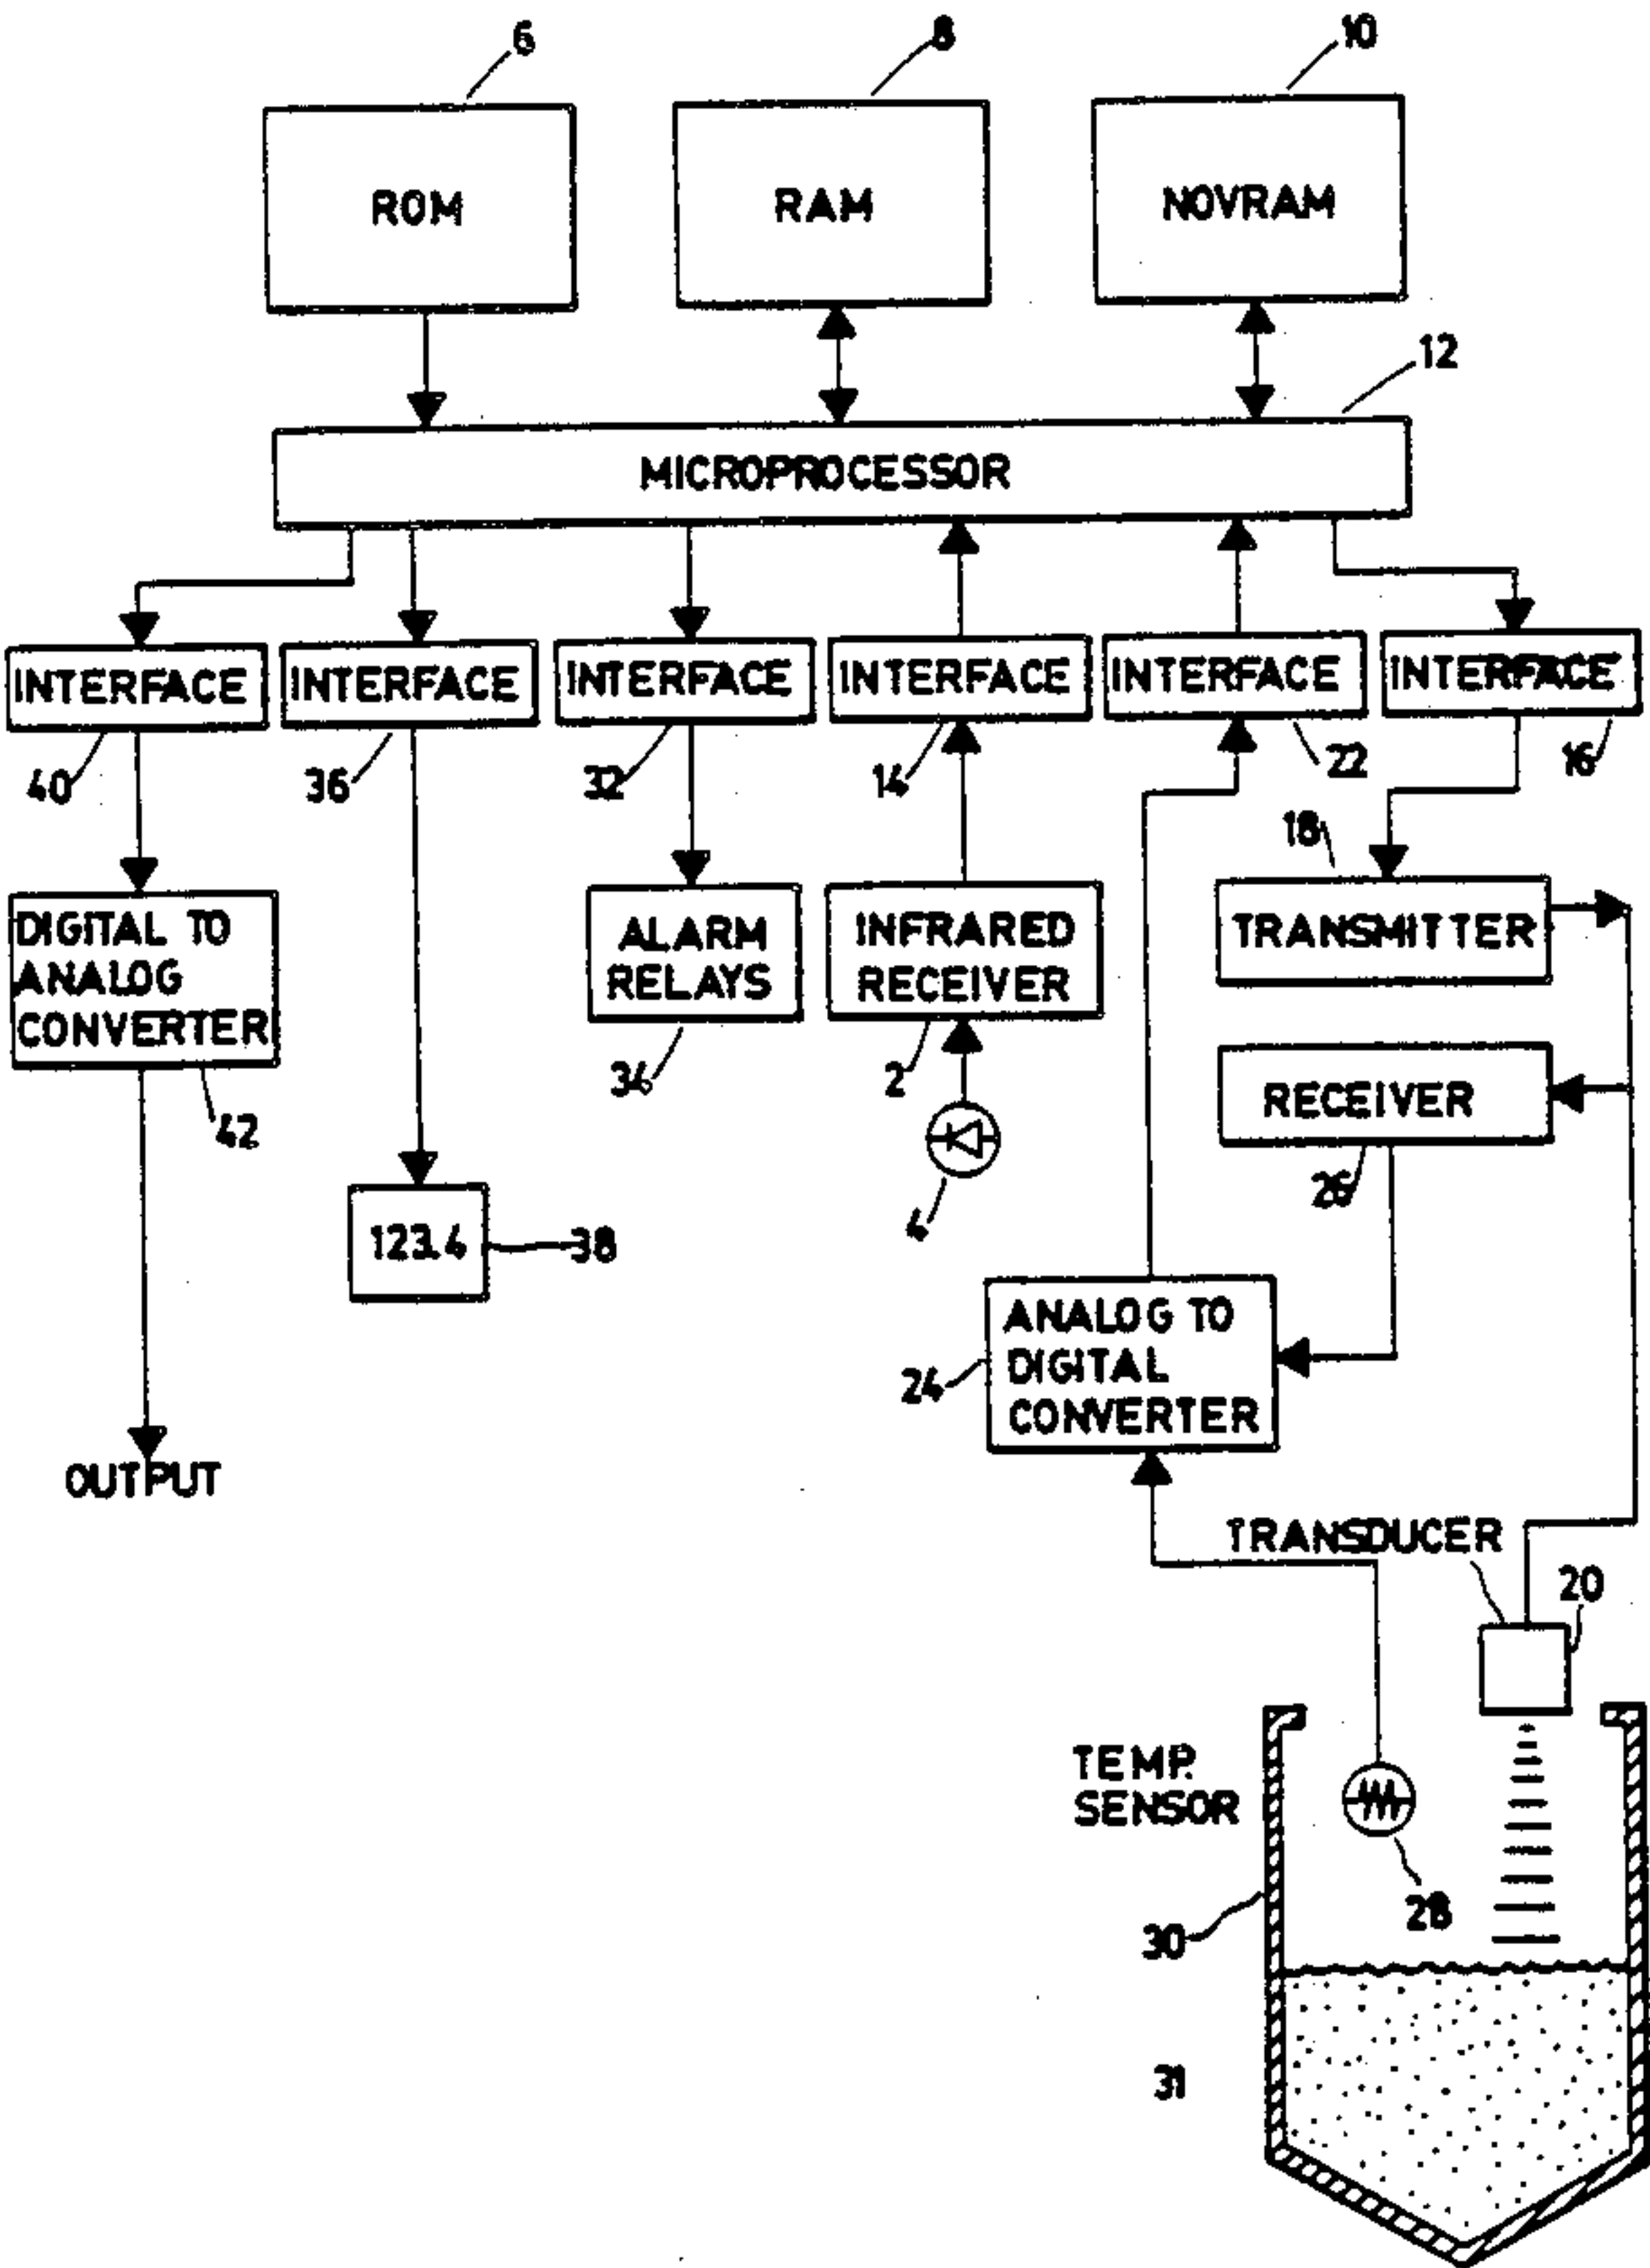 6
8
10
ROM
RAM
NOVRAM
12
MICROPROCESSOR
INTERFACE
INTERFACE
INTERFACE
INTERFACE
INTERFACE
INTERFACE
40
36
32
14
22
16
18
DIGITAL TO
ANALOG
CONVERTER
ALARM
RELAYS
INFRARED
RECEIVER
TRANSMITTER
42
34
2
RECEIVER
26
4
123.4
38
24
ANALOG TO
DIGITAL
CONVERTER
OUTPUT
TRANSDUCER
20
TEMP.
SENSOR
28
30
31